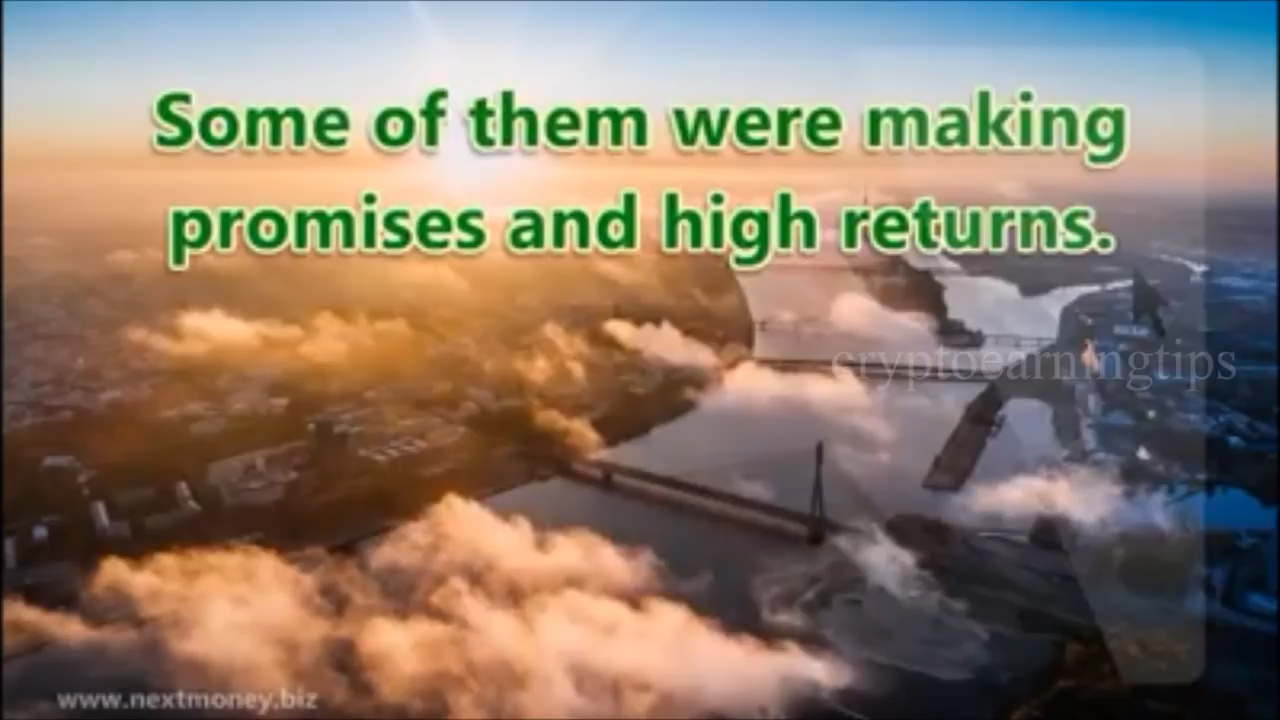 Some of them were making
promises and high returns.
cryptoearningtips
www.nextmoney.biz